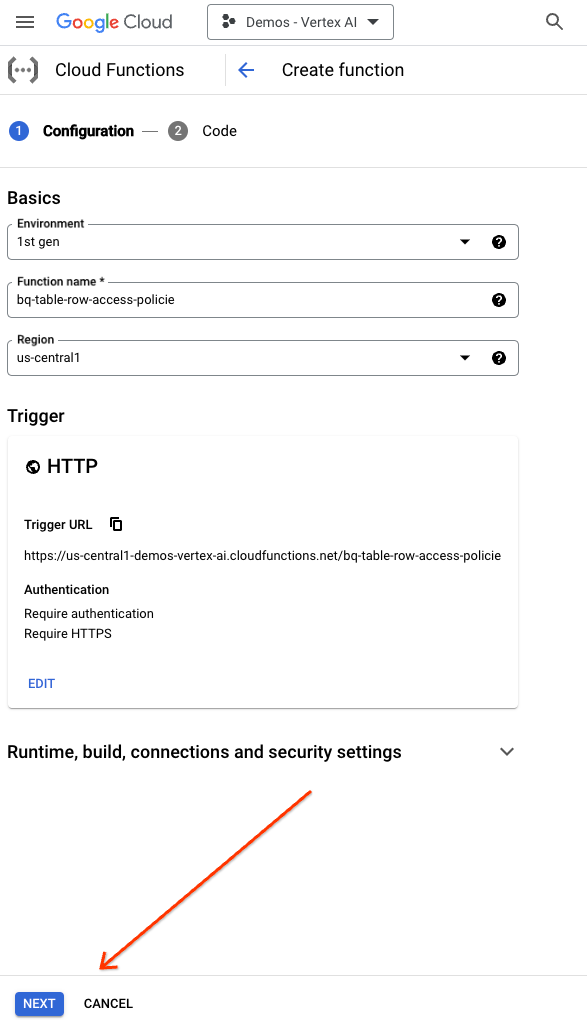 Google Cloud
Demos - Vertex AI
Cloud Functions
Create function
1 Configuration — 2 Code
Basics
Environment
1st gen
Function name *
bq-table-row-access-policie
Region
us-central1
Trigger
HTTP
Trigger URL
https://us-central1-demos-vertex-ai.cloudfunctions.net/bq-table-row-access-policie
Authentication
Require authentication
Require HTTPS
EDIT
Runtime, build, connections and security settings
NEXT CANCEL